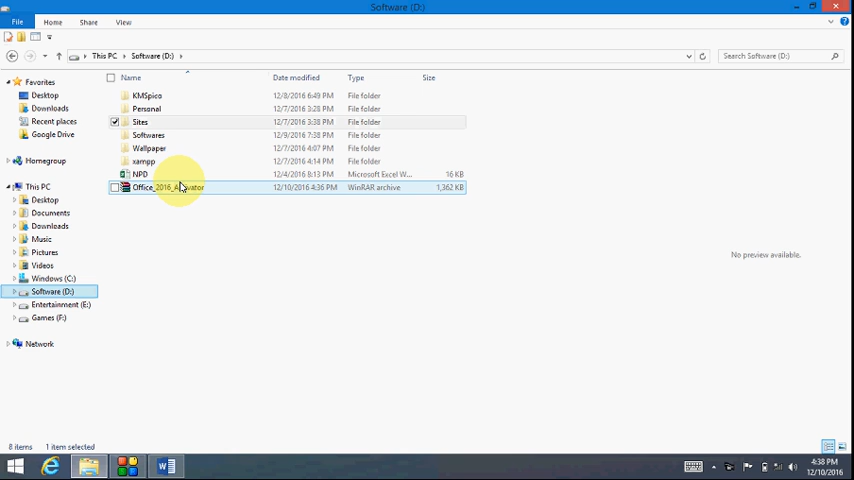 Software (D:)
File Home Share View
This PC Software (D:) Search Software (D:)
Name Date modified Type Size
Favorites
Desktop
Downloads
Recent places
Google Drive
Homegroup
This PC
Desktop
Documents
Downloads
Music
Pictures
Videos
Windows (C:)
Software (D:)
Entertainment (E:)
Games (F:)
Network
KMSpico 12/8/2016 6:49 PM File folder
Personal 12/7/2016 3:28 PM File folder
Sites 12/7/2016 3:38 PM File folder
Softwares 12/9/2016 7:38 PM File folder
Wallpaper 12/7/2016 4:07 PM File folder
xampp 12/7/2016 4:14 PM File folder
NPD 12/4/2016 8:13 PM Microsoft Excel W... 16 KB
Office_2016_Activator 12/10/2016 4:36 PM WinRAR archive 1,362 KB
No preview available.
8 items 1 item selected
4:38 PM
12/10/2016